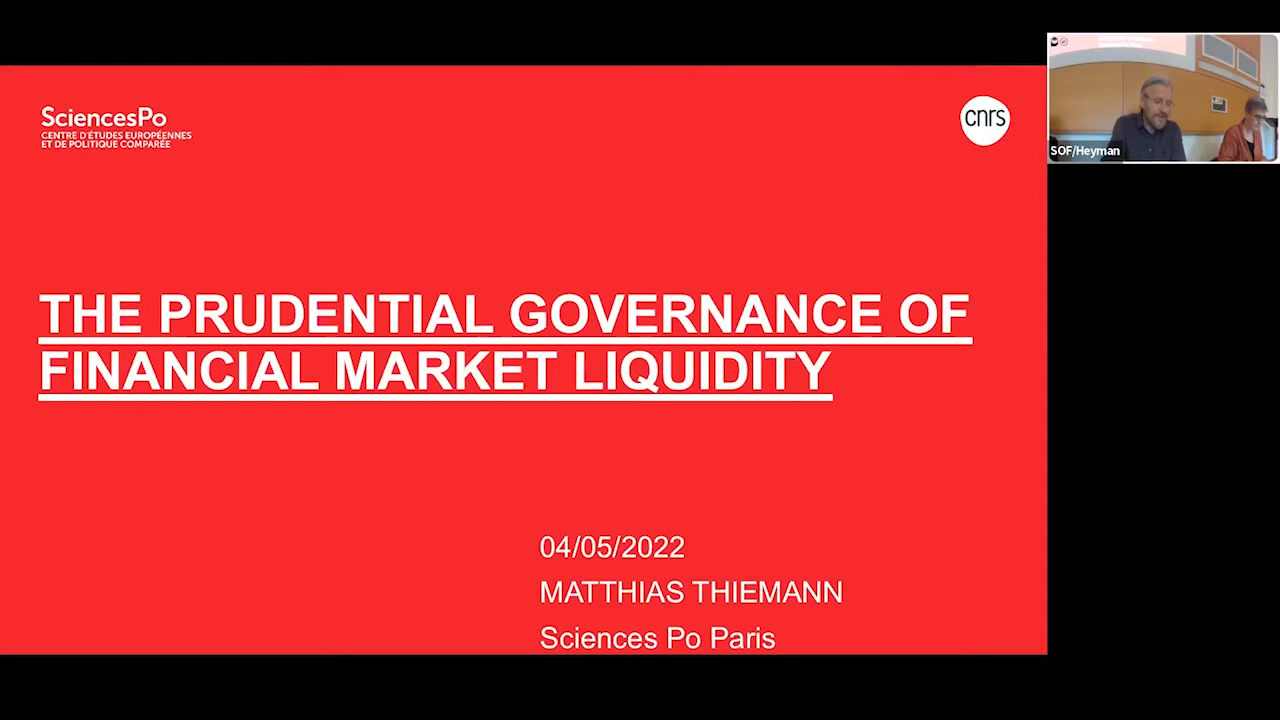 SciencesPo
CENTRE D'ÉTUDES EUROPÉENNES
ET DE POLITIQUE COMPARÉE
cnrs
SOF/Heyman
THE PRUDENTIAL GOVERNANCE OF
FINANCIAL MARKET LIQUIDITY
04/05/2022
MATTHIAS THIEMANN
Sciences Po Paris